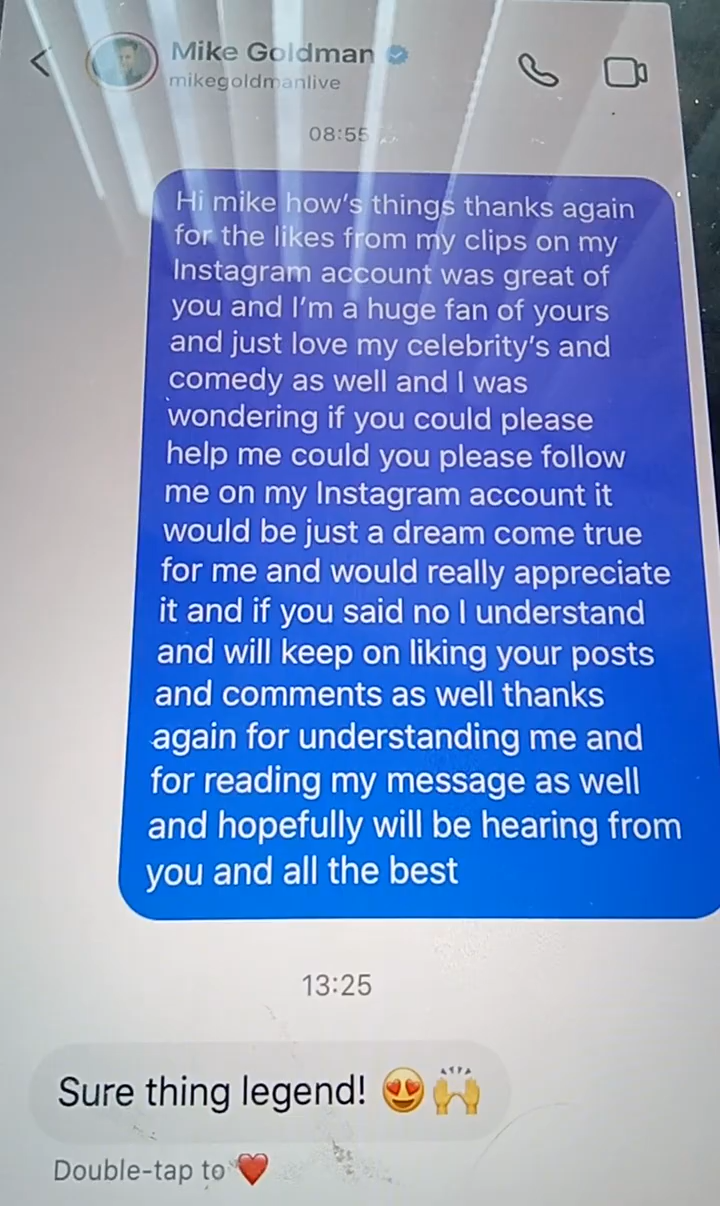 Mike Goldman
mikegoldmanlive
08:55
Hi mike how's things thanks again
for the likes from my clips on my
Instagram account was great of
you and I'm a huge fan of yours
and just love my celebrity's and
comedy as well and I was
wondering if you could please
help me could you please follow
me on my Instagram account it
would be just a dream come true
for me and would really appreciate
it and if you said no I understand
and will keep on liking your posts
and comments as well thanks
again for understanding me and
for reading my message as well
and hopefully will be hearing from
you and all the best
13:25
Sure thing legend! 😍🙌
Double-tap to ❤️